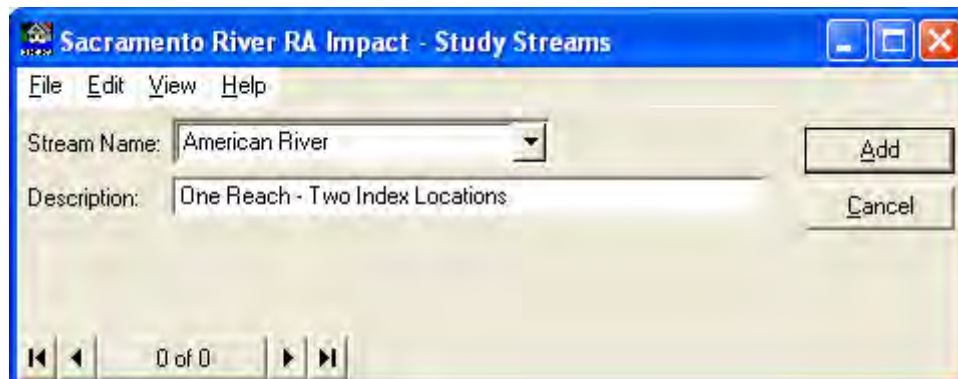 Sacramento River RA Impact - Study Streams
File Edit View Help
Stream Name: American River
Add
Description: One Reach - Two Index Locations
Cancel
0 of 0